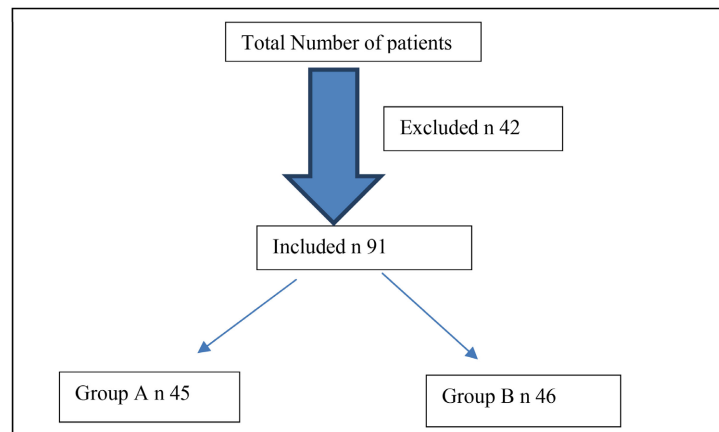 Total Number of patients
Excluded n 42
Included n 91
Group A n 45
Group B n 46